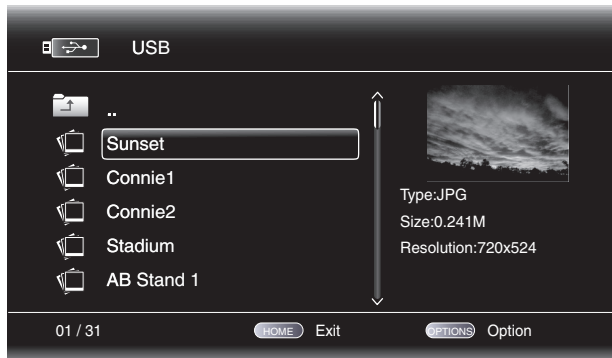 USB
..
Sunset
Connie1
Connie2
Stadium
AB Stand 1
Type:JPG
Size:0.241M
Resolution:720x524
01 / 31 HOME Exit OPTIONS Option